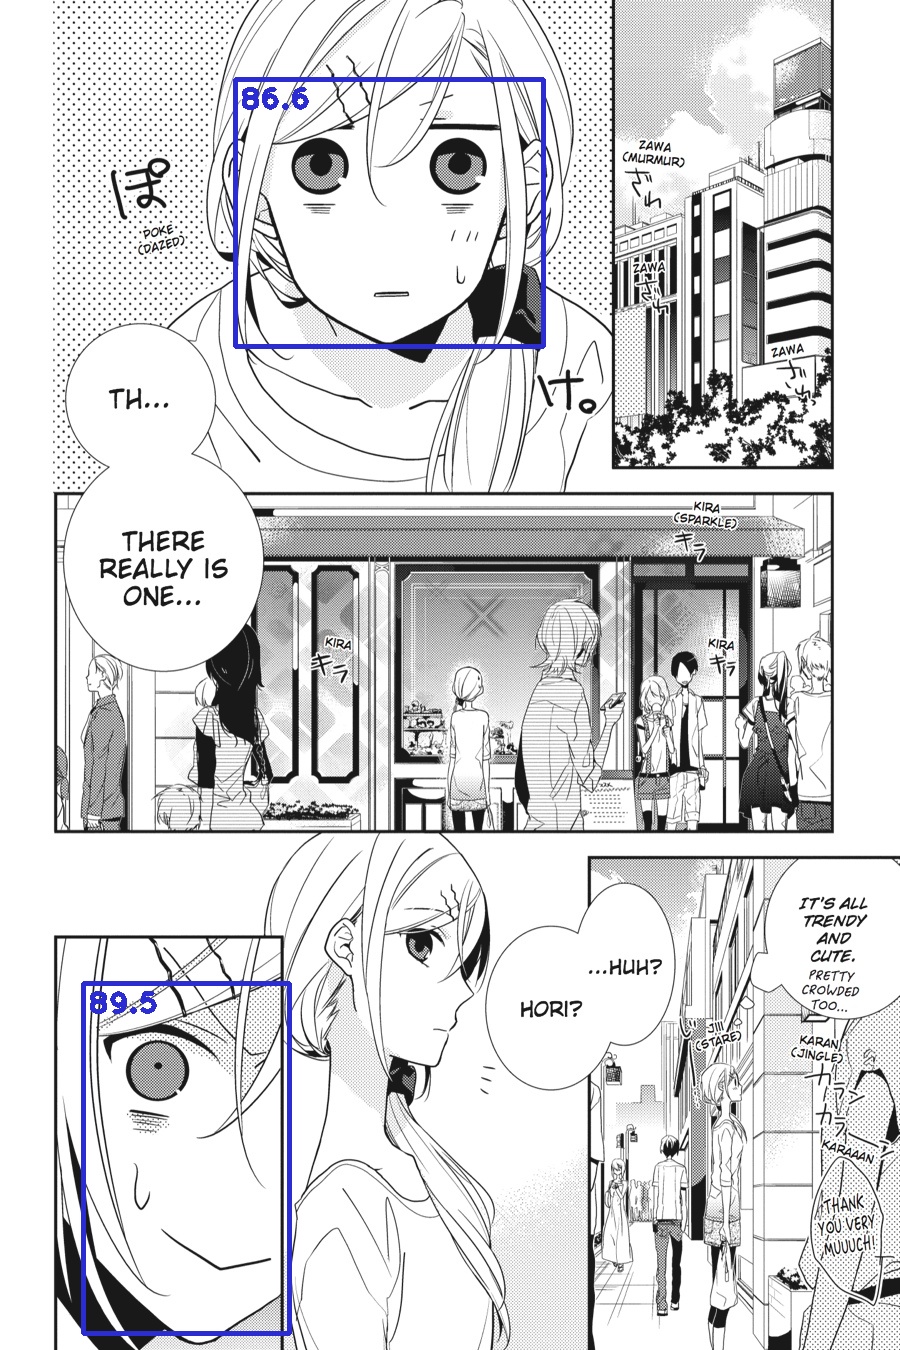 ZAWA
(MURMUR)
ざわ
ZAWA
ざわ
ZAWA
ざわ
86.6
ぽ
POKE
(DAZED)
け。
TH...
THERE
REALLY IS
ONE...
KIRA
(SPARKLE)
キラ
KIRA
キラ
KIRA
キラ
IT'S ALL
TRENDY
AND
CUTE.
PRETTY
CROWDED
TOO...
JIII
(STARE)
KARAN
(JINGLE)
カラン
カラ
KARAAAN
THANK
YOU VERY
MUUUCH!
...HUH?
HORI?
89.5